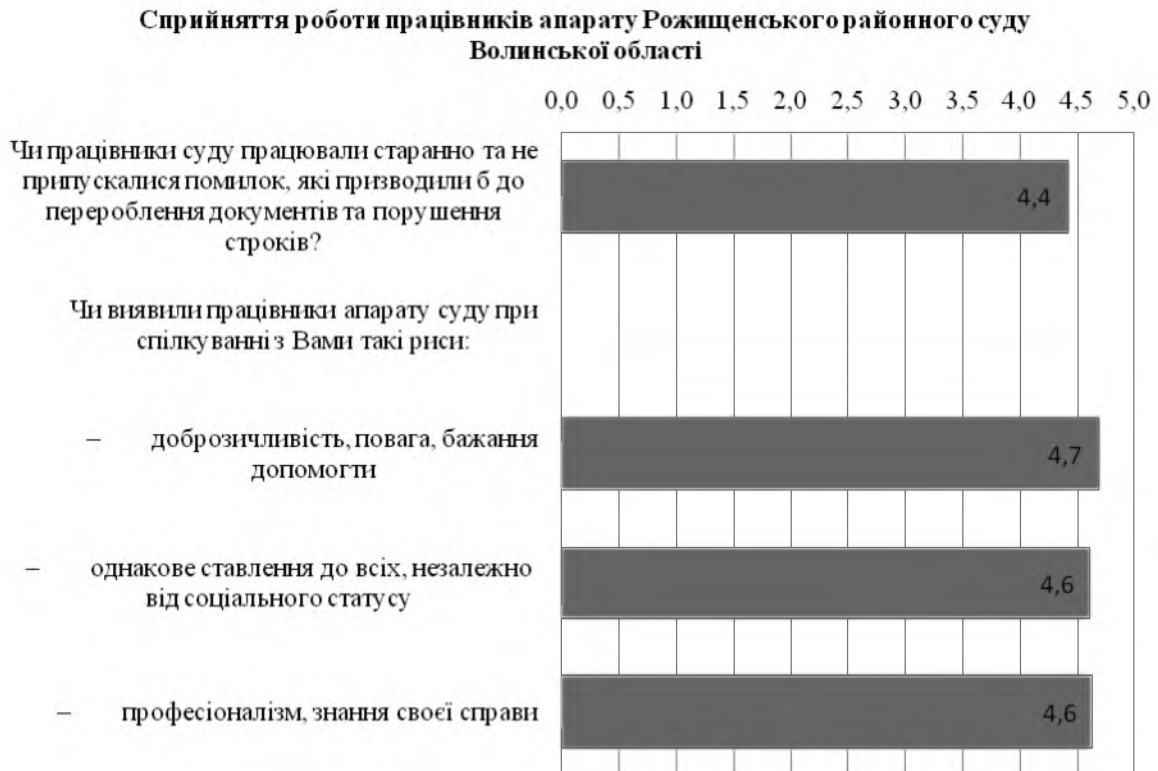 Сприйняття роботи працівників апарату Рожищенського районного суду
Волинської області
0,0 0,5 1,0 1,5 2,0 2,5 3,0 3,5 4,0 4,5 5,0
Чи працівники суду працювали старанно та не
припускалися помилок, які призводили б до
перероблення документів та порушення
строків?
4,4
Чи виявили працівники апарату суду при
спілкуванні з Вами такі риси:
– доброзичливість, повага, бажання
допомогти
4,7
– однакове ставлення до всіх, незалежно
від соціального статусу
4,6
– професіоналізм, знання своєї справи
4,6